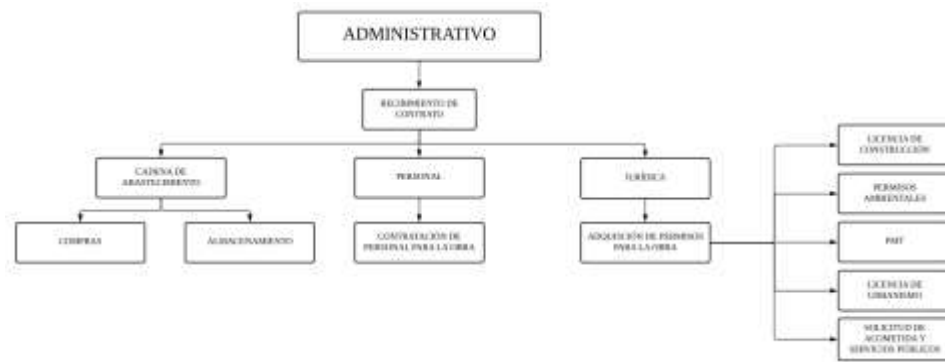 ADMINISTRATIVO
RECIBIMIENTO DE
CONTRATO
CADENA DE
ABASTECIMIENTO
PERSONAL
JURÍDICA
COMPRAS
ALMACENAMIENTO
CONTRATACIÓN DE
PERSONAL PARA LA OBRA
ADQUISICIÓN DE PERMISOS
PARA LA OBRA
LICENCIA DE
CONSTRUCCIÓN
PERMISOS
AMBIENTALES
PMT
LICENCIA DE
URBANISMO
SOLICITUD DE
ACOMETIDA Y
SERVICIOS PÚBLICOS